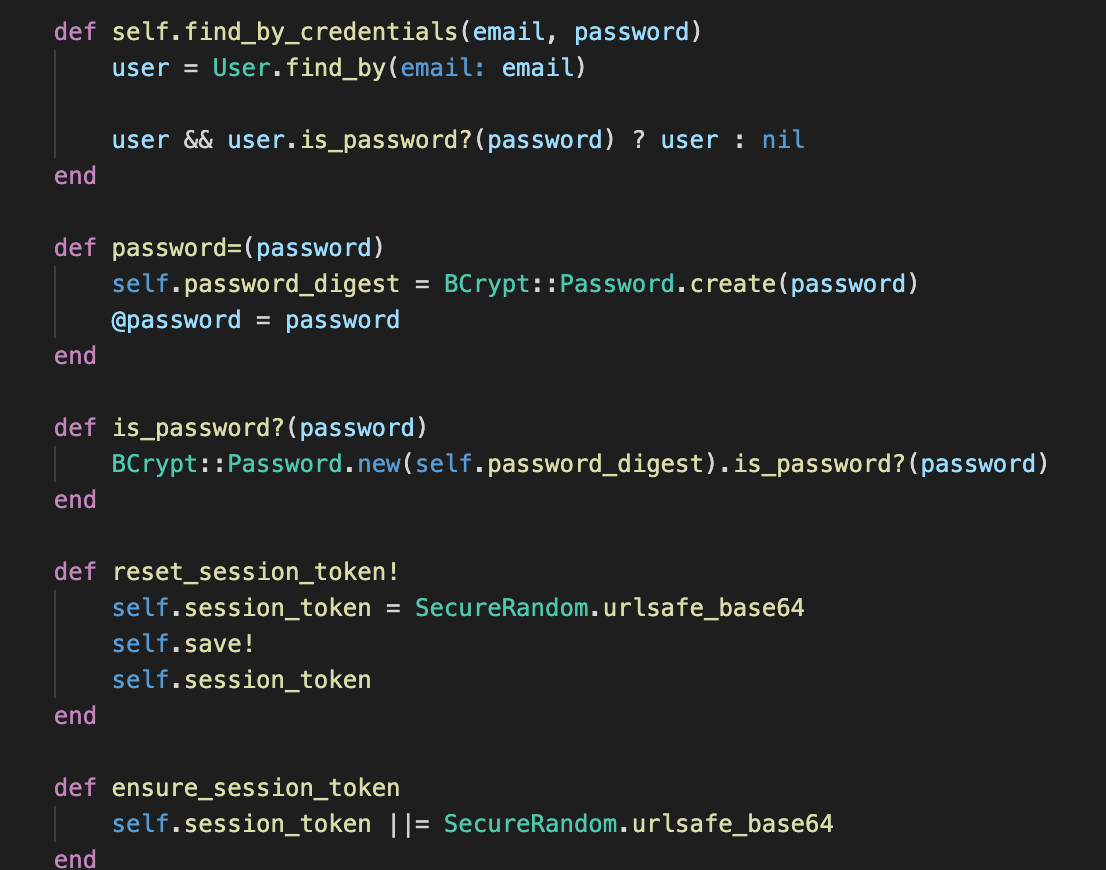 def self.find_by_credentials(email, password)
    user = User.find_by(email: email)

    user && user.is_password?(password) ? user : nil
end

def password=(password)
    self.password_digest = BCrypt::Password.create(password)
    @password = password
end

def is_password?(password)
    BCrypt::Password.new(self.password_digest).is_password?(password)
end

def reset_session_token!
    self.session_token = SecureRandom.urlsafe_base64
    self.save!
    self.session_token
end

def ensure_session_token
    self.session_token ||= SecureRandom.urlsafe_base64
end